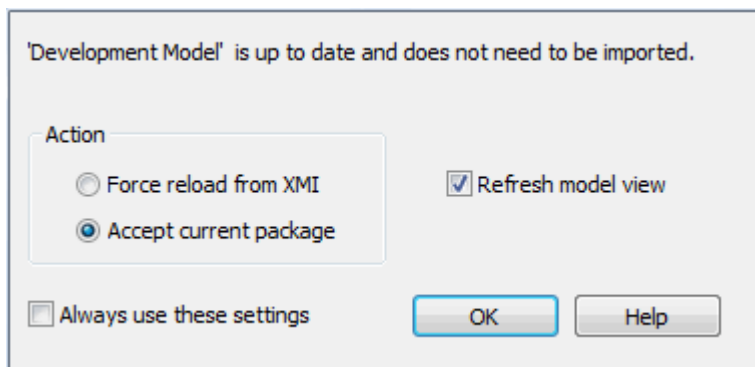 'Development Model' is up to date and does not need to be imported.
Action
Force reload from XMI
Refresh model view
Accept current package
Always use these settings
OK
Help